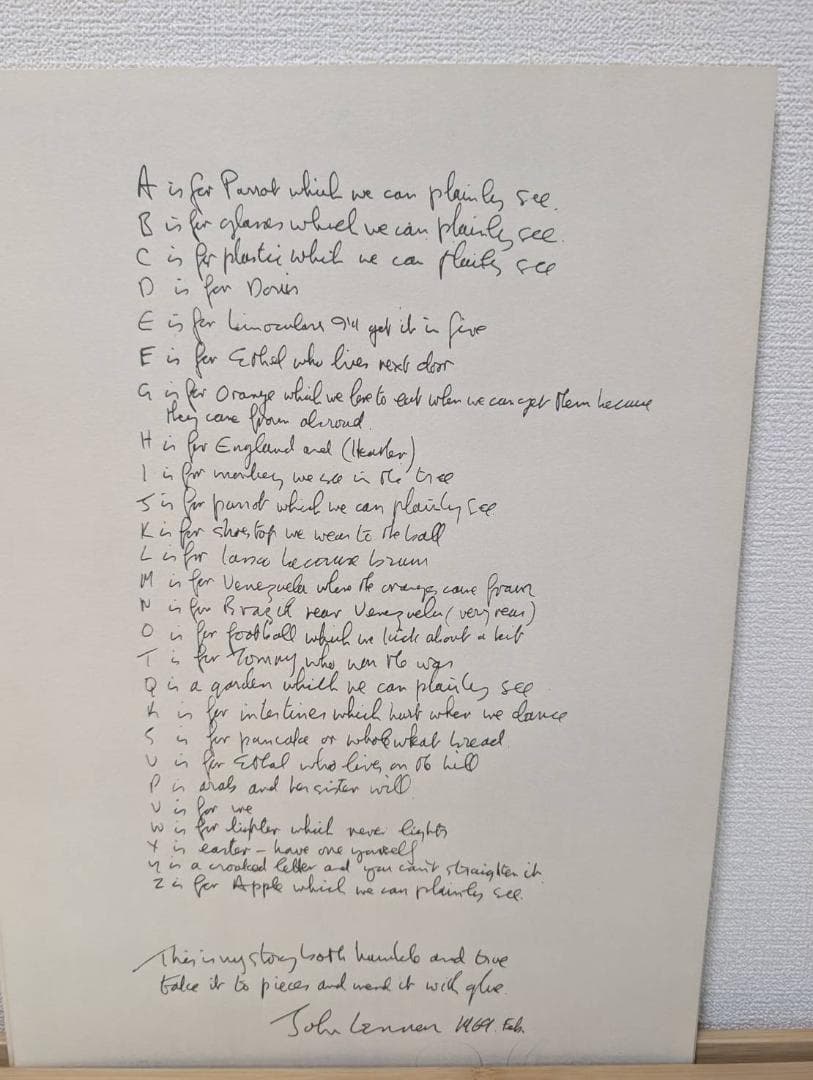 A is for Parrot which we can plainly see.
B is for glasses which we can plainly see.
C is for plastic which we can plainly see
D is for Doris
E is for binoculars I'll get it in five
E is for Ethel who lives next door
G is for Orange which we love to eat when we can get them because
they come from abroad.
H is for England and (Heather)
I is for monkey we see in the tree
J is for parrot which we can plainly see
K is for shoetop we wear to the ball
L is for lasso because brown
M is for Venezuela where the oranges come from
N is for Brazil near Venezuela (very near)
O is for football which we kick about a bit
T is for Tommy who won the war
Q is a garden which we can plainly see
R is for intestines which hurt when we dance
S is for pancake or whole wheat bread
U is for Ethel who lives on the hill
P is arab and her sister will
V is for me
W is for lighter which never lights
X is easter - have one yourself
Y is a crooked letter and you can't straighten it
Z is for Apple which we can plainly see.
This is my story both humble and true
take it to pieces and mend it with glue.
John Lennon 1969. Feb.